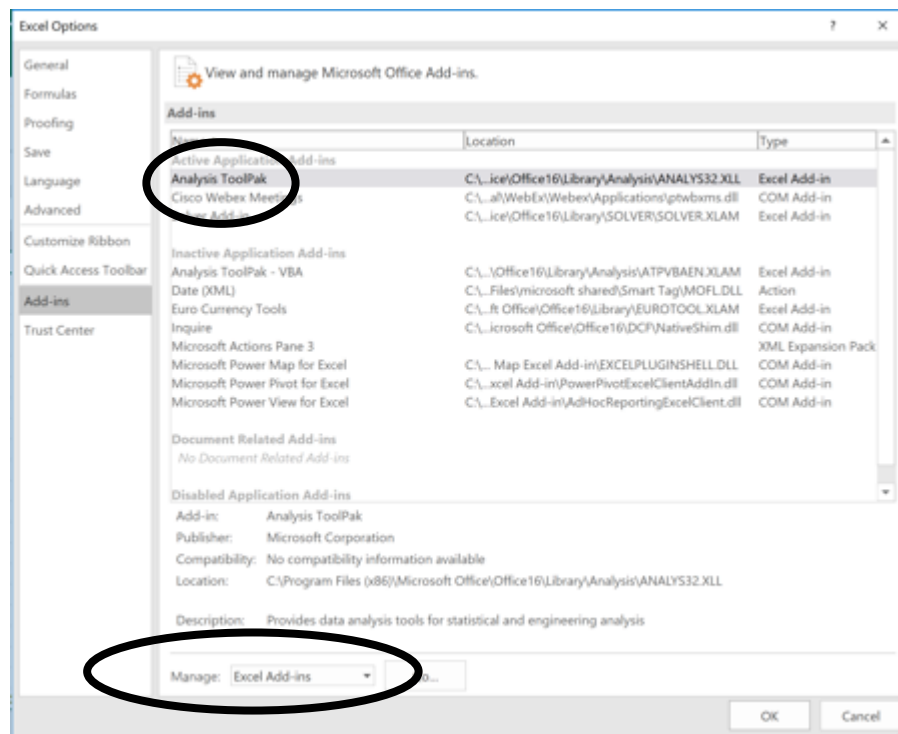 Excel Options ? ×
General
Formulas
Proofing
Save
Language
Advanced
Customize Ribbon
Quick Access Toolbar
Add-ins
Trust Center
View and manage Microsoft Office Add-ins.
Add-ins
Name Location Type
Active Application Add-ins
Analysis ToolPak C:\...ice\Office16\Library\Analysis\ANALYS32.XLL Excel Add-in
Cisco Webex Meetings C:\...al\WebEx\Webex\Applications\ptwbxms.dll COM Add-in
Solver Add-in C:\...ice\Office16\Library\SOLVER\SOLVER.XLAM Excel Add-in
Inactive Application Add-ins
Analysis ToolPak - VBA C:\...\Office16\Library\Analysis\ATPVBAEN.XLAM Excel Add-in
Date (XML) C:\...Files\microsoft shared\Smart Tag\MOFL.DLL Action
Euro Currency Tools C:\...ft Office\Office16\Library\EUROTOOL.XLAM Excel Add-in
Inquire C:\...icrosoft Office\Office16\DCF\NativeShim.dll COM Add-in
Microsoft Actions Pane 3 XML Expansion Pack
Microsoft Power Map for Excel C:\... Map Excel Add-in\EXCELPLUGINSHELL.DLL COM Add-in
Microsoft Power Pivot for Excel C:\...xcel Add-in\PowerPivotExcelClientAddIn.dll COM Add-in
Microsoft Power View for Excel C:\...Excel Add-in\AdHocReportingExcelClient.dll COM Add-in
Document Related Add-ins
No Document Related Add-ins
Disabled Application Add-ins
Add-in: Analysis ToolPak
Publisher: Microsoft Corporation
Compatibility: No compatibility information available
Location: C:\Program Files (x86)\Microsoft Office\Office16\Library\Analysis\ANALYS32.XLL
Description: Provides data analysis tools for statistical and engineering analysis
Manage: Excel Add-ins
OK Cancel